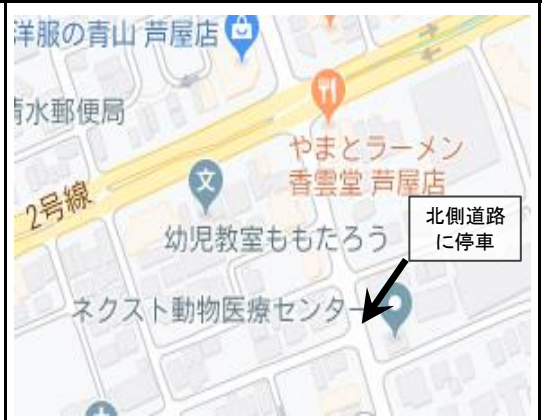 洋服の青山 芦屋店
清水郵便局
やまとラーメン
香雲堂 芦屋店
2号線
北側道路
に停車
幼児教室ももたろう
ネクスト動物医療センター